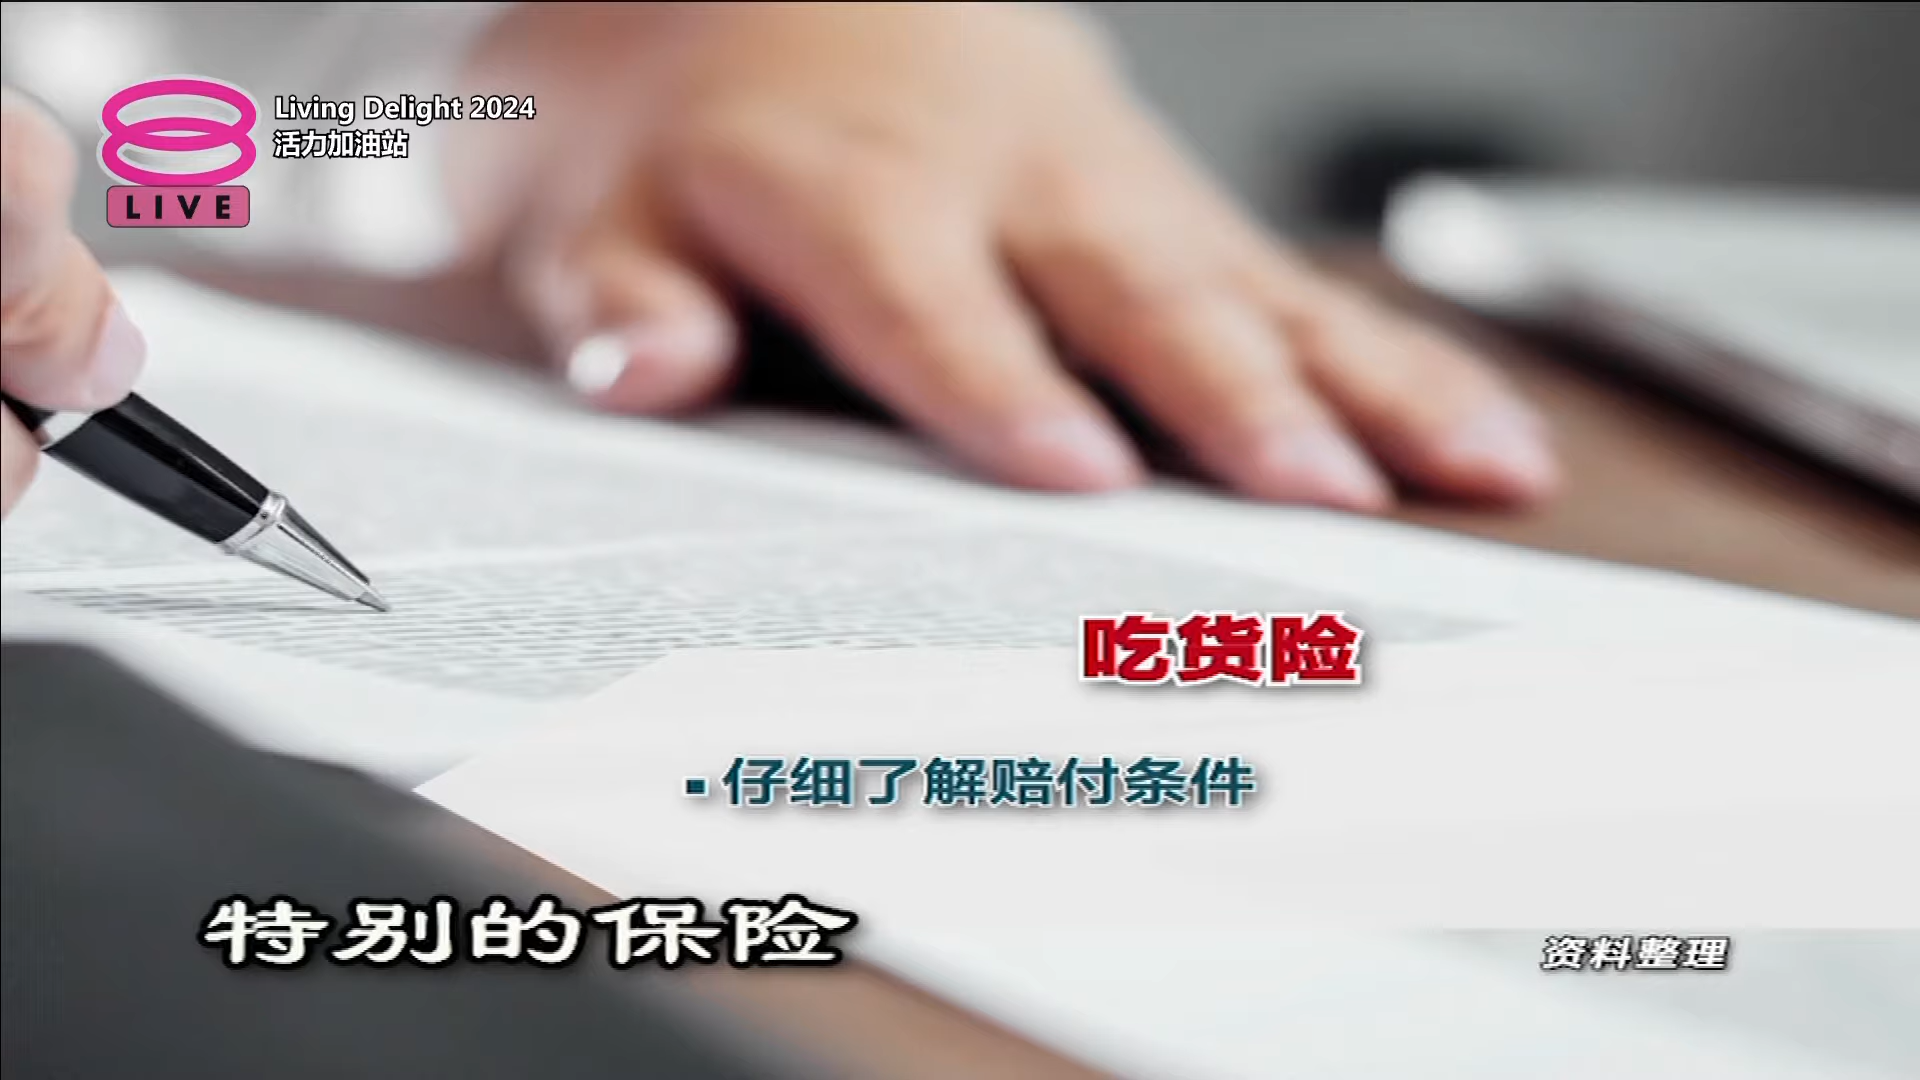 Living Delight 2024
活力加油站
LIVE
吃货险
▪仔细了解赔付条件
特别的保险
资料整理